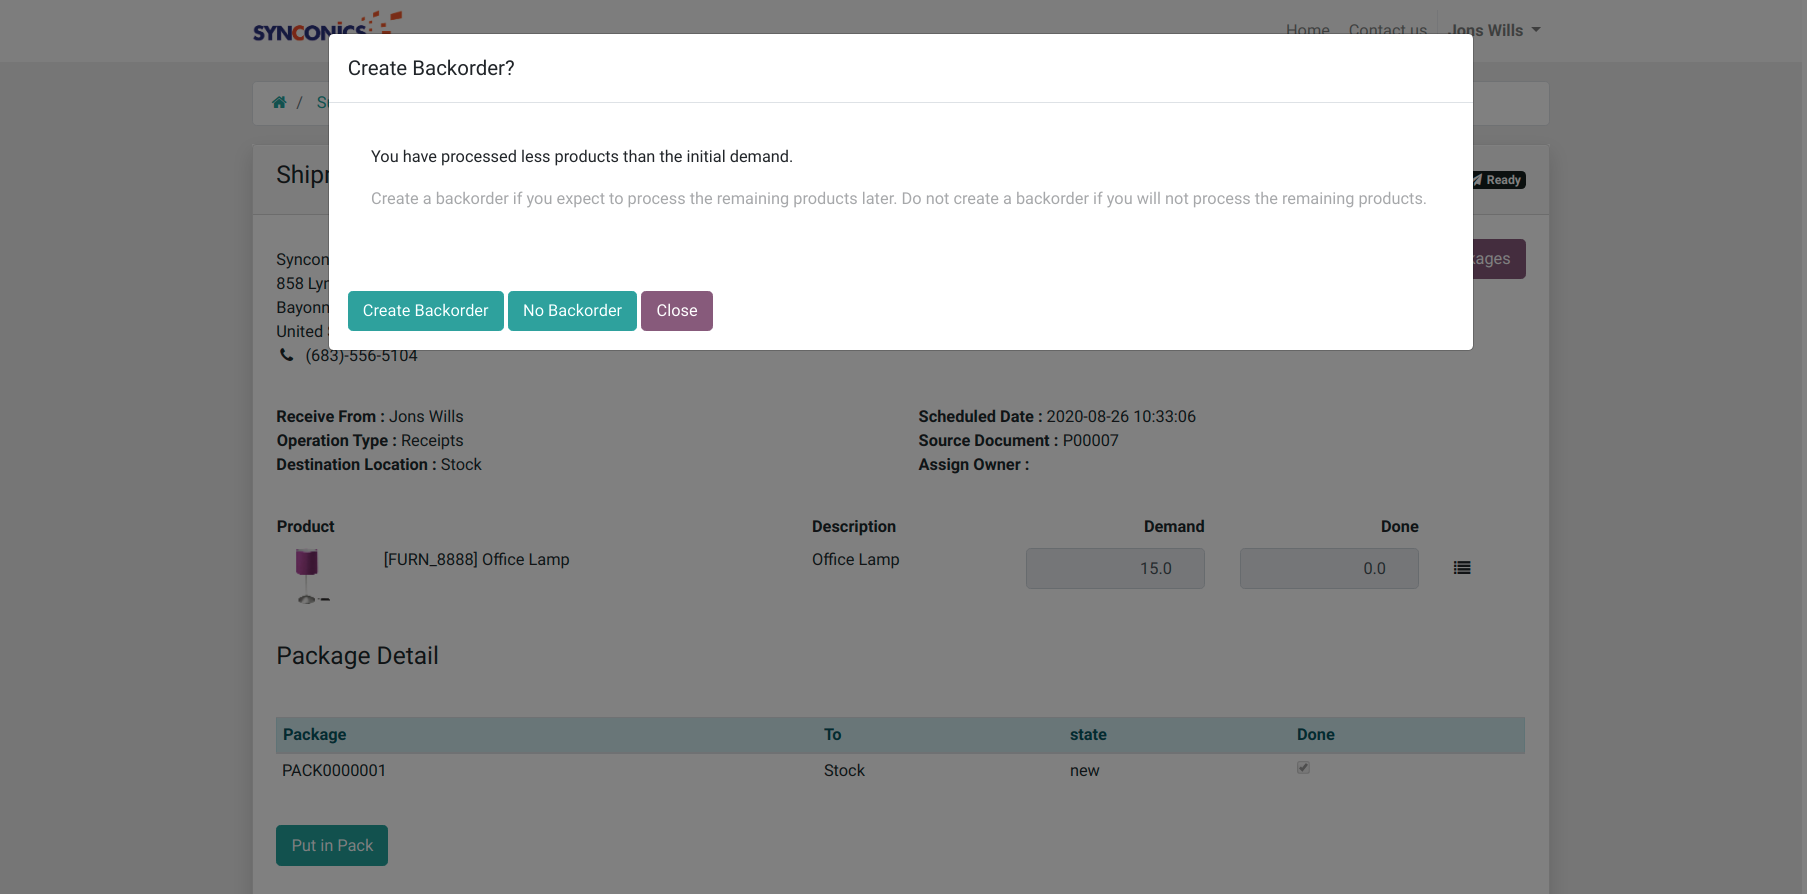 SYNCONICS
Home Contact us Jons Wills
Create Backorder?
You have processed less products than the initial demand.
Create a backorder if you expect to process the remaining products later. Do not create a backorder if you will not process the remaining products.
Create Backorder No Backorder Close
/
Ready
858
United
(683)-556-5104
Receive From : Jons Wills
Scheduled Date : 2020-08-26 10:33:06
Operation Type : Receipts
Source Document : P00007
Destination Location : Stock
Assign Owner :
Product Description Demand Done
[FURN_8888] Office Lamp Office Lamp 15.0 0.0
Package Detail
Package To state Done
PACK0000001 Stock new
Put in Pack